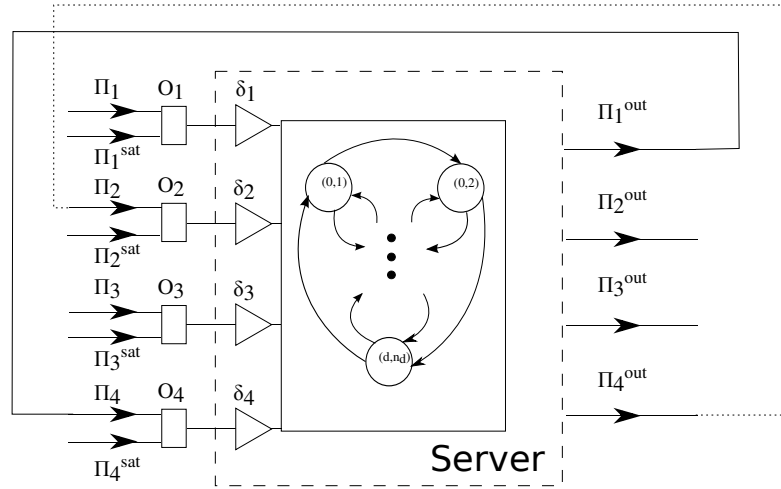 Π1 O1 δ1
Π1^sat
Π2 O2 δ2
Π2^sat
Π3 O3 δ3
Π3^sat
Π4 O4 δ4
Π4^sat
(0,1) (0,2)
(d,nd)
Server
Π1^out
Π2^out
Π3^out
Π4^out